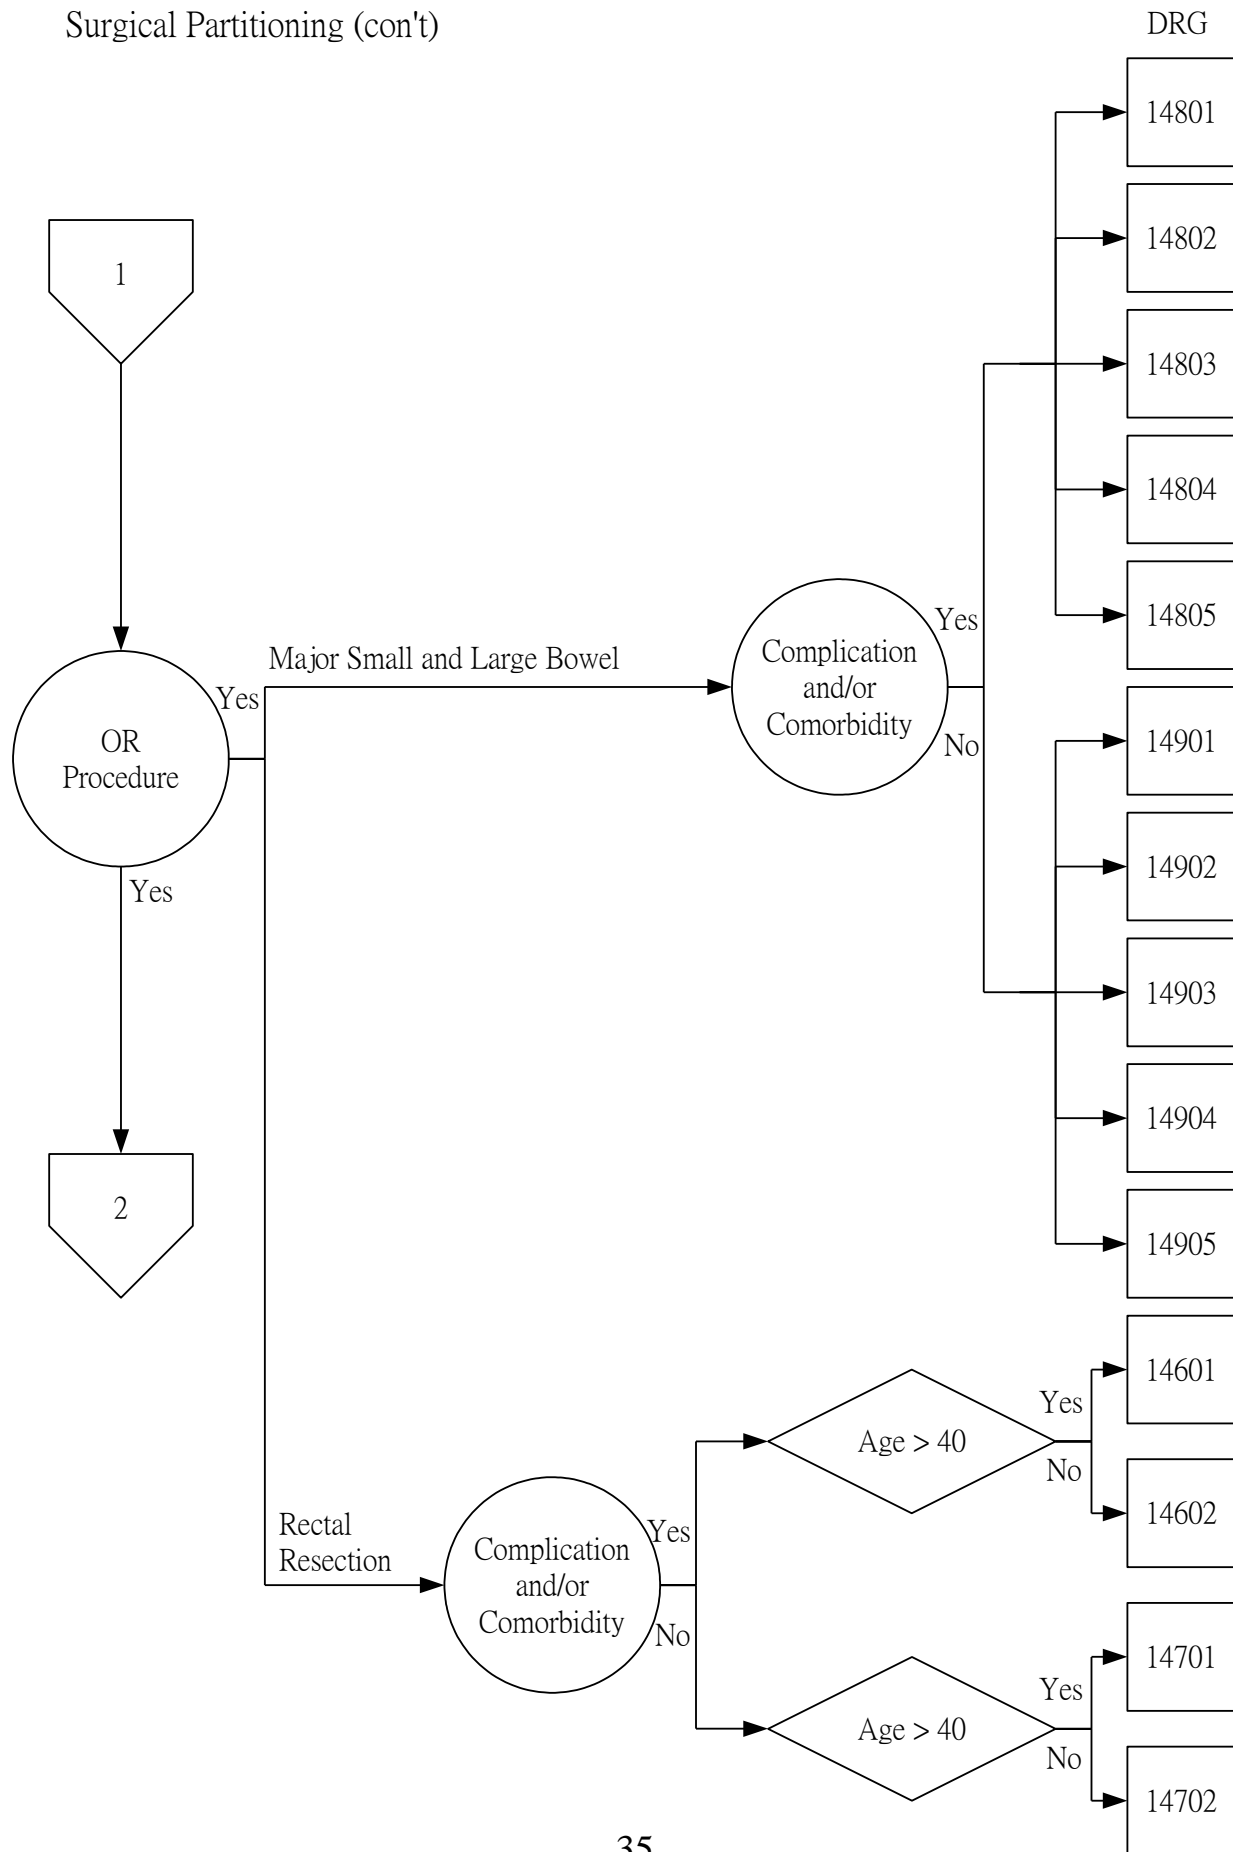 Surgical Partitioning (con't)
DRG
14801
14802
1
14803
14804
14805
Yes
Major Small and Large Bowel
Complication
and/or
Comorbidity
Yes
OR
Procedure
No
14901
14902
Yes
14903
14904
2
14905
14601
Yes
Age > 40
No
14602
Rectal
Resection
Yes
Complication
and/or
Comorbidity
No
14701
Yes
Age > 40
No
14702
35